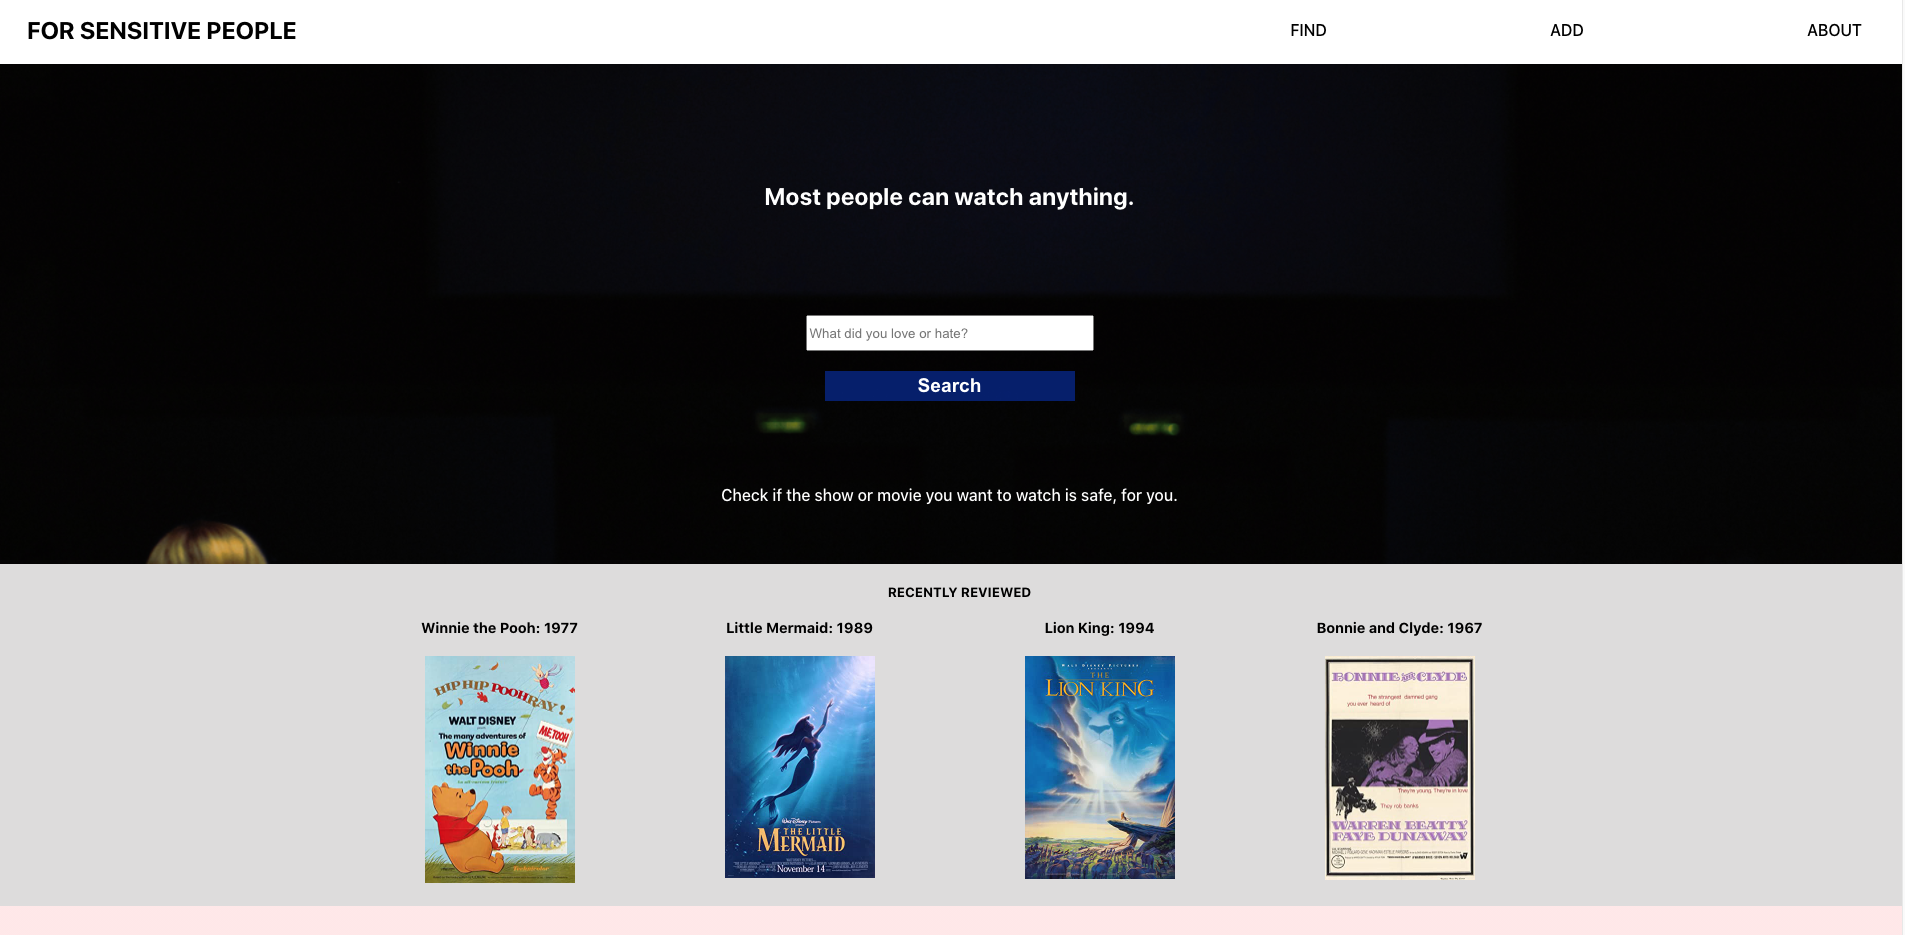 FOR SENSITIVE PEOPLE
FIND
ADD
ABOUT
Most people can watch anything.
What did you love or hate?
Search
Check if the show or movie you want to watch is safe, for you.
RECENTLY REVIEWED
Winnie the Pooh: 1977
Little Mermaid: 1989
Lion King: 1994
Bonnie and Clyde: 1967
HIP HIP POOHRAY!
WALT DISNEY
The many adventures of
Winnie
the Pooh
ME, TOOH
WALT DISNEY Pictures
THE LITTLE
MERMAID
November 14
WALT DISNEY PICTURES
THE
LION KING
BONNIE AND CLYDE
The strangest damned gang
you ever heard of
They're young. They're in love
They rob banks
WARREN BEATTY
FAYE DUNAWAY